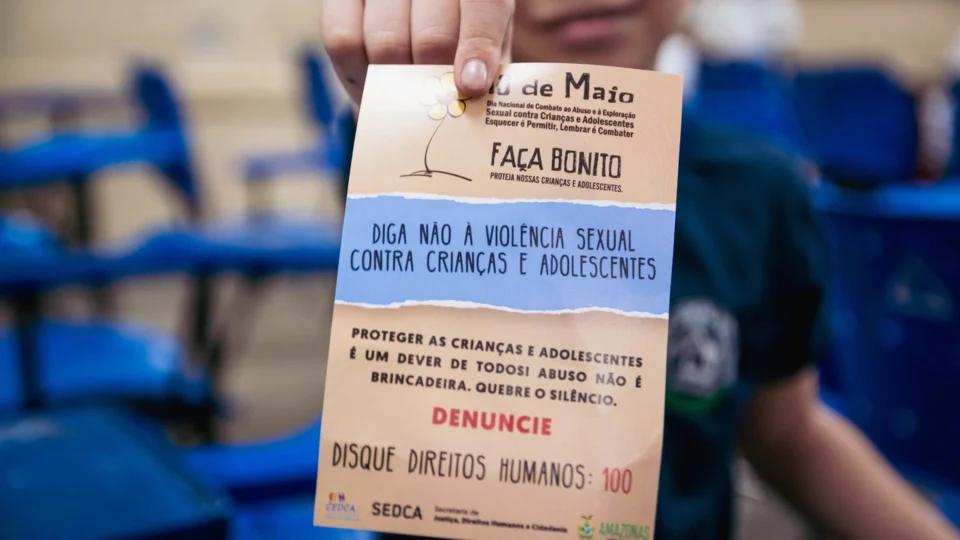 de Maio
Dia Nacional de Combate ao Abuso e à Exploração
Sexual contra Crianças e Adolescentes
Esquecer é Permitir, Lembrar é Combater
FAÇA BONITO
PROTEJA NOSSAS CRIANÇAS E ADOLESCENTES.
DIGA NÃO À VIOLÊNCIA SEXUAL
CONTRA CRIANÇAS E ADOLESCENTES
PROTEGER AS CRIANÇAS E ADOLESCENTES
É UM DEVER DE TODOS! ABUSO NÃO É
BRINCADEIRA. QUEBRE O SILÊNCIO.
DENUNCIE
DISQUE DIREITOS HUMANOS: 100
CEDCA
SEDCA
Secretaria de
Justiça, Direitos Humanos e Cidadania
AMAZONAS